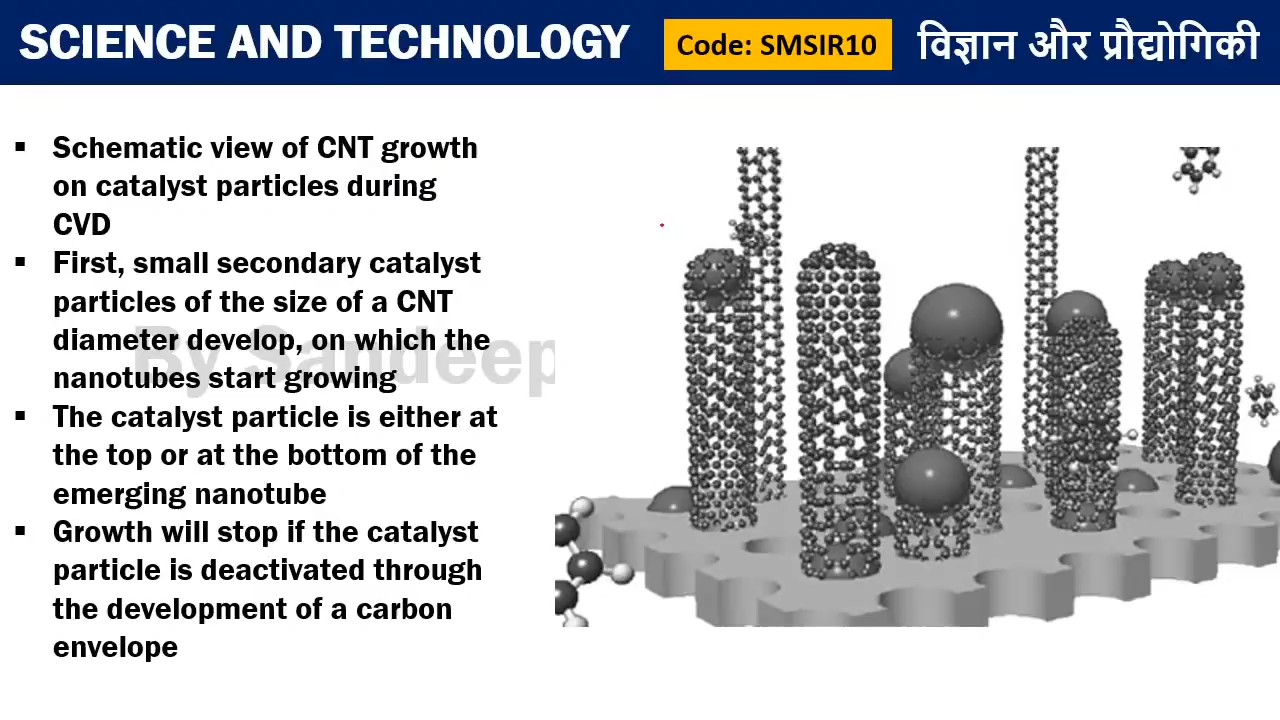 SCIENCE AND TECHNOLOGY
Code: SMSIR10
विज्ञान और प्रौद्योगिकी
▪ Schematic view of CNT growth
on catalyst particles during
CVD
▪ First, small secondary catalyst
particles of the size of a CNT
diameter develop, on which the
nanotubes start growing
▪ The catalyst particle is either at
the top or at the bottom of the
emerging nanotube
▪ Growth will stop if the catalyst
particle is deactivated through
the development of a carbon
envelope
By Sandeep